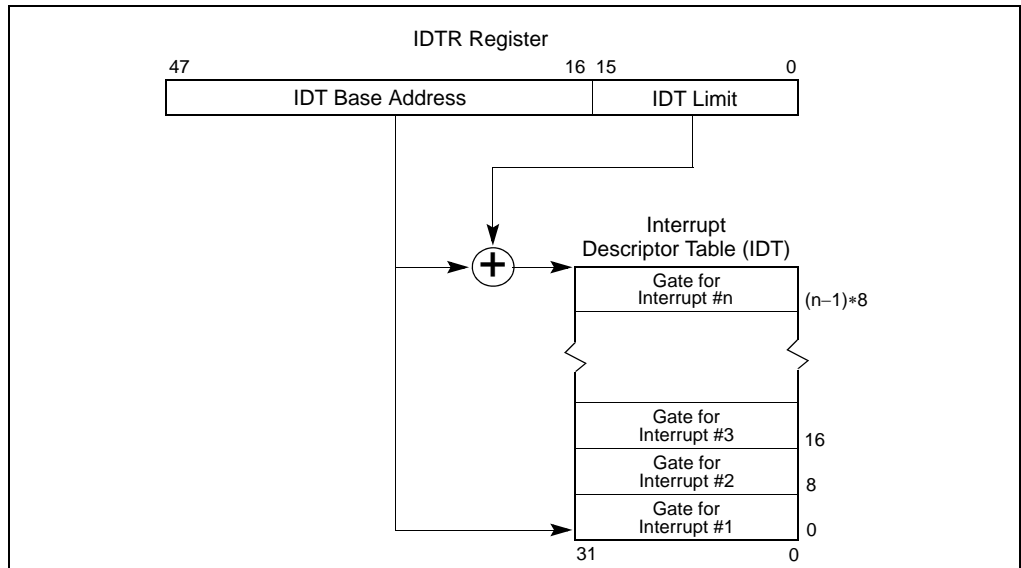 IDTR Register
47 16 15 0
IDT Base Address IDT Limit
+
Interrupt
Descriptor Table (IDT)
Gate for
Interrupt #n
(n−1)∗8
Gate for
Interrupt #3
16
Gate for
Interrupt #2
8
Gate for
Interrupt #1
0
31 0